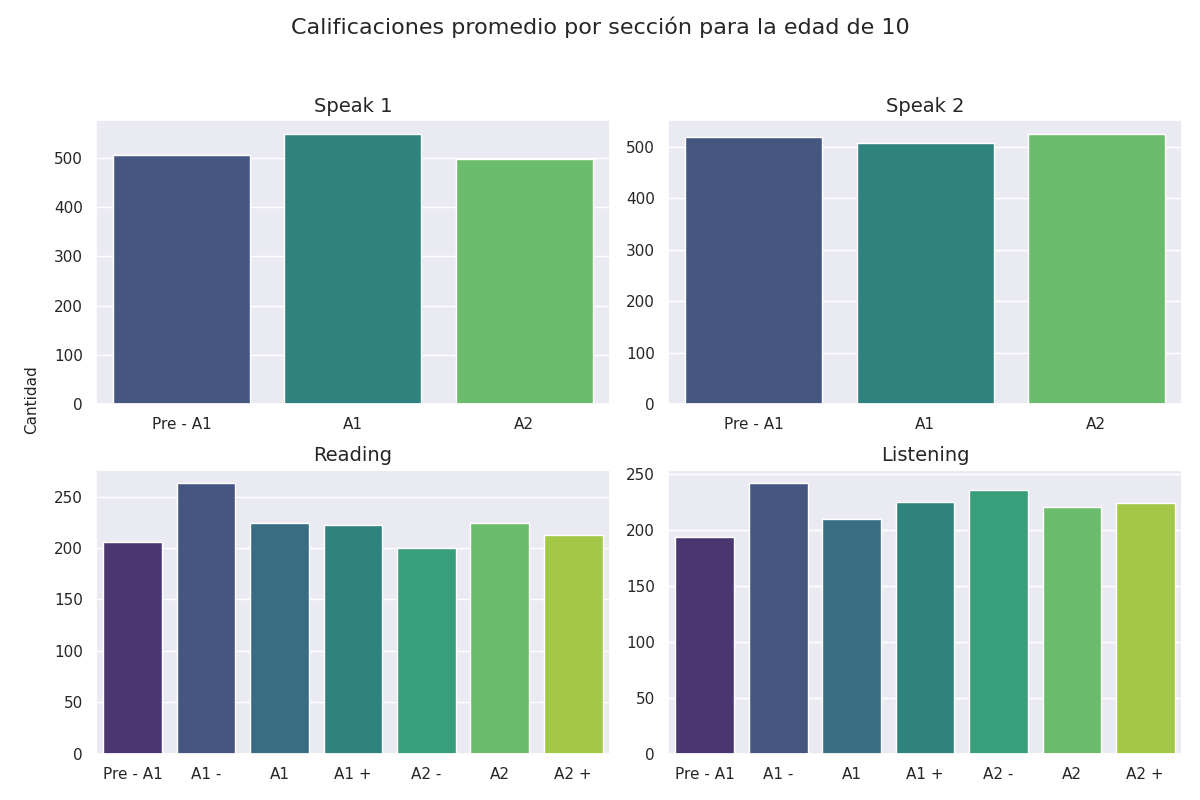 Calificaciones promedio por sección para la edad de 10
Speak 1
500
400
300
200
100
0
Pre - A1 A1 A2
Speak 2
500
400
300
200
100
0
Pre - A1 A1 A2
Cantidad
Reading
250
200
150
100
50
0
Pre - A1 A1 - A1 A1 + A2 - A2 A2 +
Listening
250
200
150
100
50
0
Pre - A1 A1 - A1 A1 + A2 - A2 A2 +